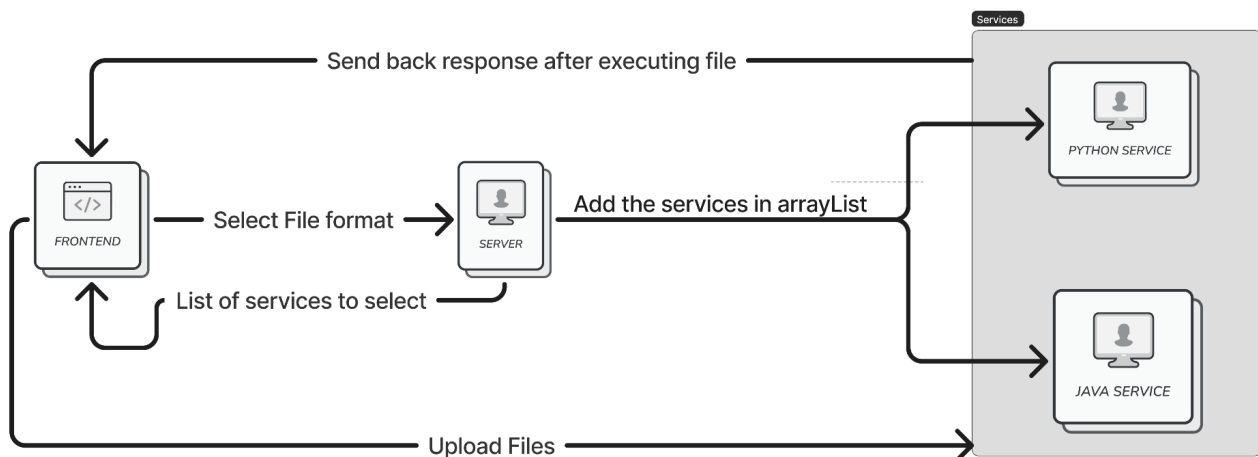 Services
Send back response after executing file
PYTHON SERVICE
Add the services in arrayList
Select File format
FRONTEND
SERVER
List of services to select
JAVA SERVICE
Upload Files